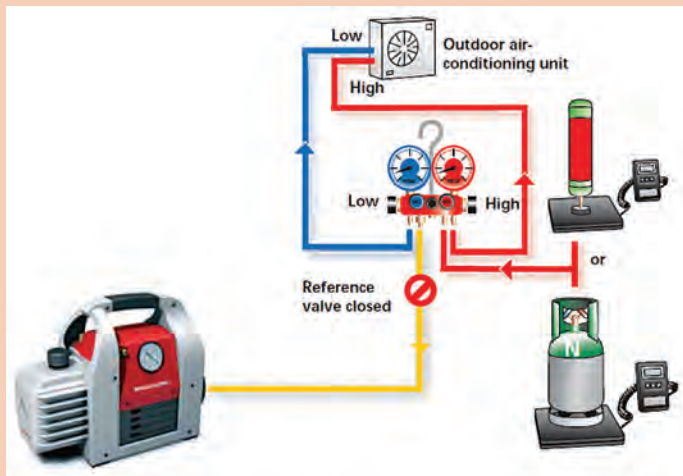 Low
Outdoor air-
conditioning unit
High
Low
High
Reference
valve closed
or
N